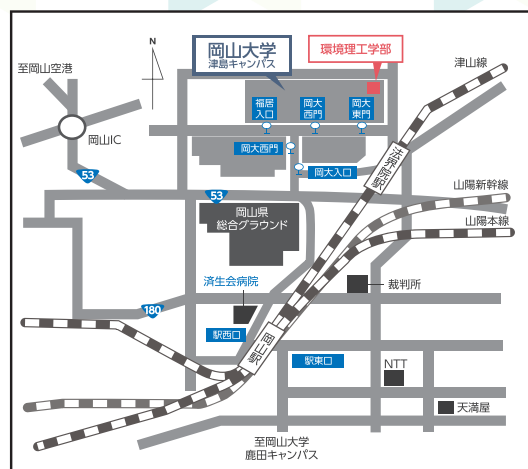 N
岡山大学
津島キャンパス
環境理工学部
至岡山空港
津山線
福居
入口
岡大
西門
岡大
東門
岡山IC
岡大西門
法界院駅
岡大入口
53
53
山陽新幹線
岡山県
総合グラウンド
山陽本線
済生会病院
裁判所
180
駅西口
岡山駅
駅東口
NTT
天満屋
至岡山大学
鹿田キャンパス